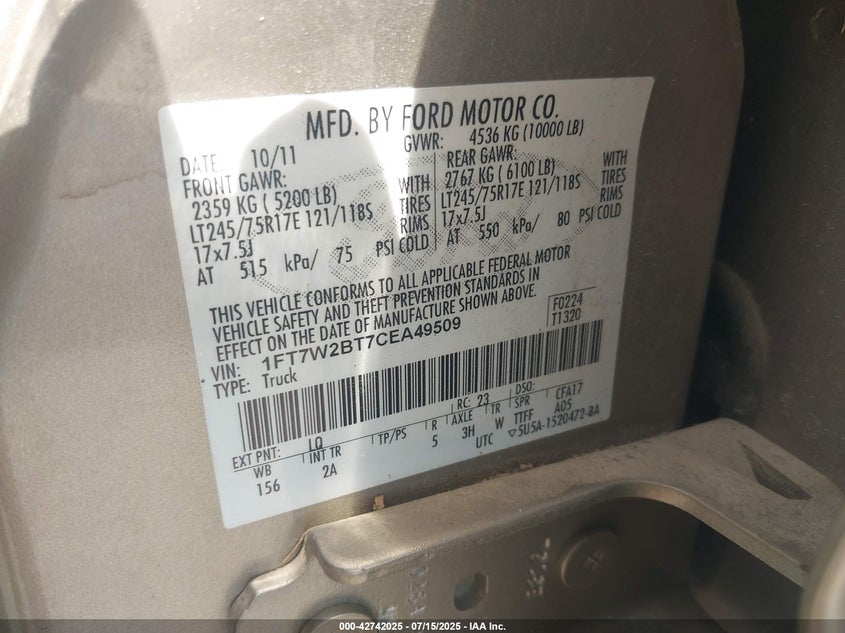 MFD. BY FORD MOTOR CO.
DATE: 10/11 GVWR: 4536 KG (10000 LB)
FRONT GAWR: REAR GAWR:
2359 KG ( 5200 LB) WITH 2767 KG ( 6100 LB) WITH
LT245/75R17E 121/118S TIRES LT245/75R17E 121/118S TIRES
17x7.5J RIMS 17x7.5J RIMS
AT 515 kPa/ 75 PSI COLD AT 550 kPa/ 80 PSI COLD
THIS VEHICLE CONFORMS TO ALL APPLICABLE FEDERAL MOTOR
VEHICLE SAFETY AND THEFT PREVENTION STANDARDS IN
EFFECT ON THE DATE OF MANUFACTURE SHOWN ABOVE.
VIN: 1FT7W2BT7CEA49509 F0224
TYPE: Truck T1320
RC: 23 DSO: CFA17
EXT PNT: LQ
WB INT TR TP/PS R AXLE TR SPR
156 2A 5 3H W TTFF A05
UTC ▽5U5A-1520472-BA
000-42742025 - 07/15/2025 - IAA Inc.